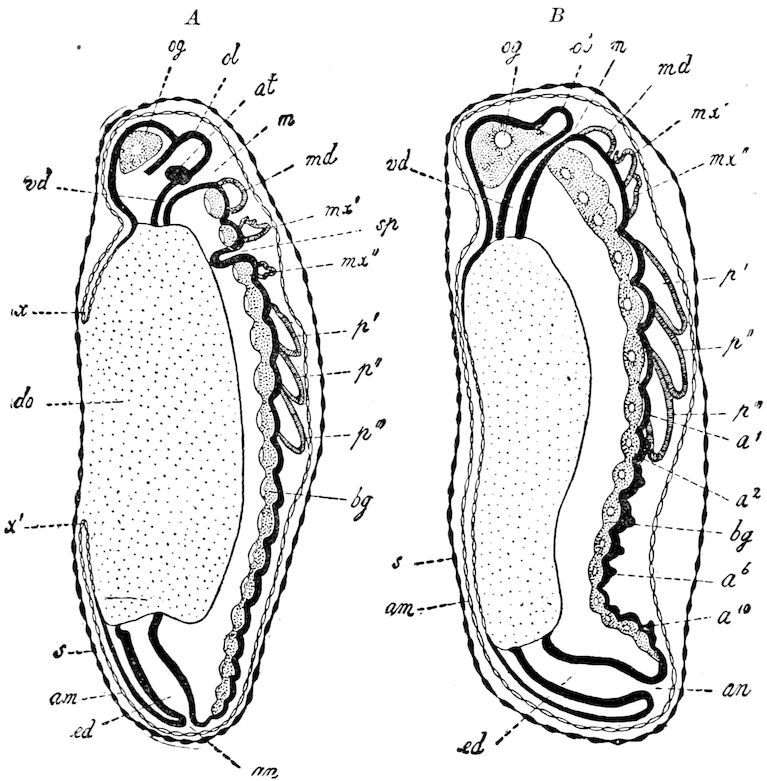 A
og
ol
at
m
md
vd
mx'
sp
mx''
x
p'
p''
do
p'''
bg
x'
s
am
ed
an
B
og
ol
m
md
mx'
vd
mx''
p'
p''
p'''
a¹
a²
bg
s
a⁶
am
a¹⁰
an
ed